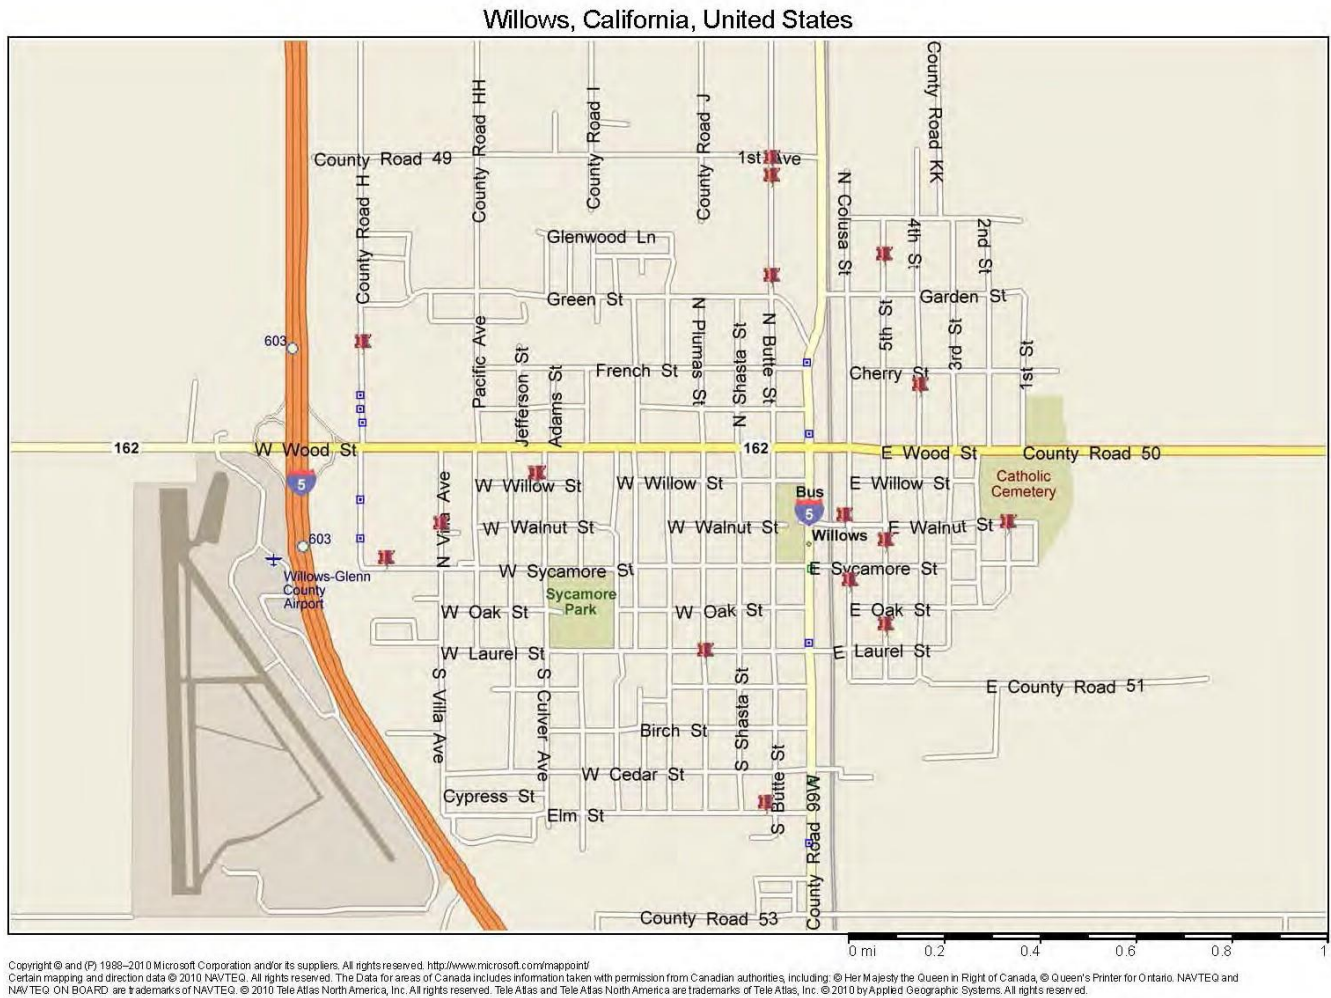 Willows, California, United States
County Road HH
County Road I
County Road J
County Road KK
County Road 49
1st Ave
County Road H
N Colusa St
4th St
2nd St
Glenwood Ln
Green St
Garden St
5th St
3rd St
1st St
N Plumas St
N Shasta St
N Butte St
Pacific Ave
Jefferson St
Adams St
603
French St
Cherry St
162
W Wood St
162
E Wood St
County Road 50
5
N Villa Ave
W Willow St
W Willow St
Bus
5
E Willow St
Catholic
Cemetery
W Walnut St
W Walnut St
Willows
E Walnut St
603
Willows-Glenn
County
Airport
W Sycamore St
E Sycamore St
Sycamore
Park
W Oak St
W Oak St
E Oak St
W Laurel St
E Laurel St
S Villa Ave
S Culver Ave
S Shasta St
E County Road 51
Birch St
W Cedar St
S Butte St
Cypress St
Elm St
County Road 99W
County Road 53
0 mi 0.2 0.4 0.6 0.8 1
Copyright © and (P) 1988–2010 Microsoft Corporation and/or its suppliers. All rights reserved. http://www.microsoft.com/mappoint/
Certain mapping and direction data © 2010 NAVTEQ. All rights reserved. The Data for areas of Canada includes information taken with permission from Canadian authorities, including: © Her Majesty the Queen in Right of Canada, © Queen's Printer for Ontario. NAVTEQ and
NAVTEQ ON BOARD are trademarks of NAVTEQ. © 2010 Tele Atlas North America, Inc. All rights reserved. Tele Atlas and Tele Atlas North America are trademarks of Tele Atlas, Inc. © 2010 by Applied Geographic Systems. All rights reserved.